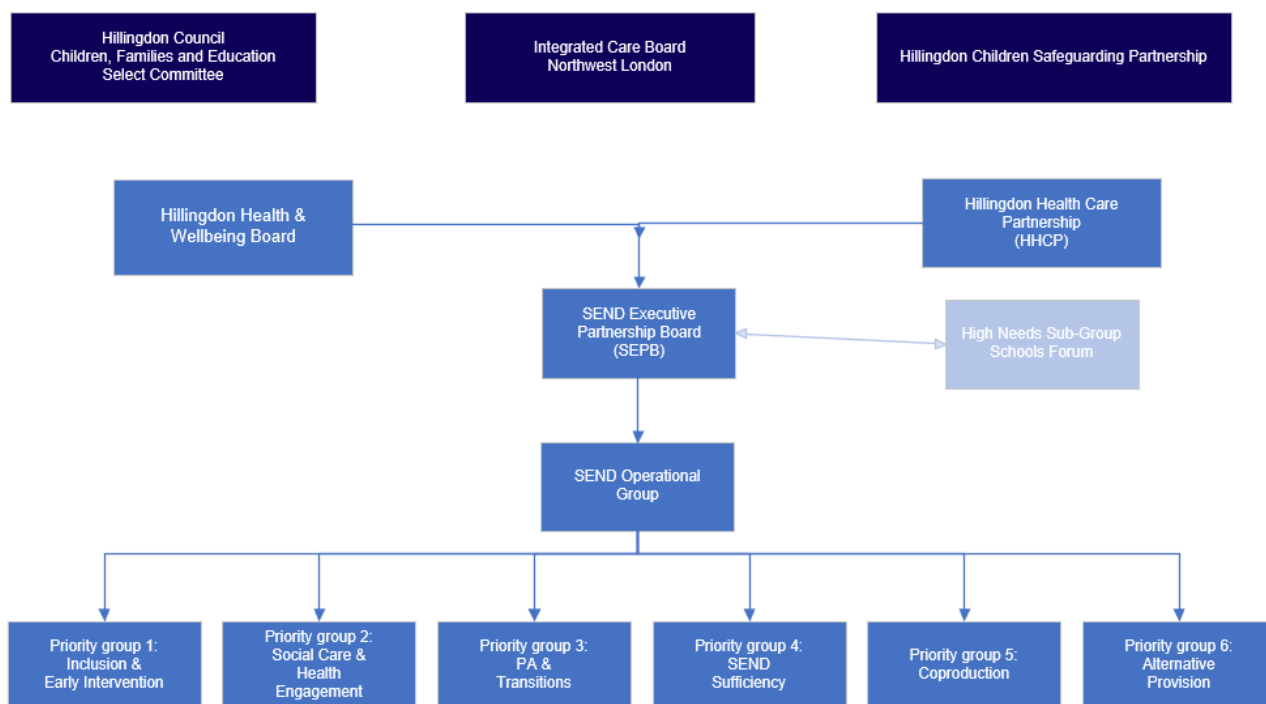 Hillingdon Council
Children, Families and Education
Select Committee
Integrated Care Board
Northwest London
Hillingdon Children Safeguarding Partnership
Hillingdon Health &
Wellbeing Board
Hillingdon Health Care
Partnership
(HHCP)
SEND Executive
Partnership Board
(SEPB)
High Needs Sub-Group
Schools Forum
SEND Operational
Group
Priority group 1:
Inclusion &
Early Intervention
Priority group 2:
Social Care &
Health
Engagement
Priority group 3:
PA &
Transitions
Priority group 4:
SEND
Sufficiency
Priority group 5:
Coproduction
Priority group 6:
Alternative
Provision